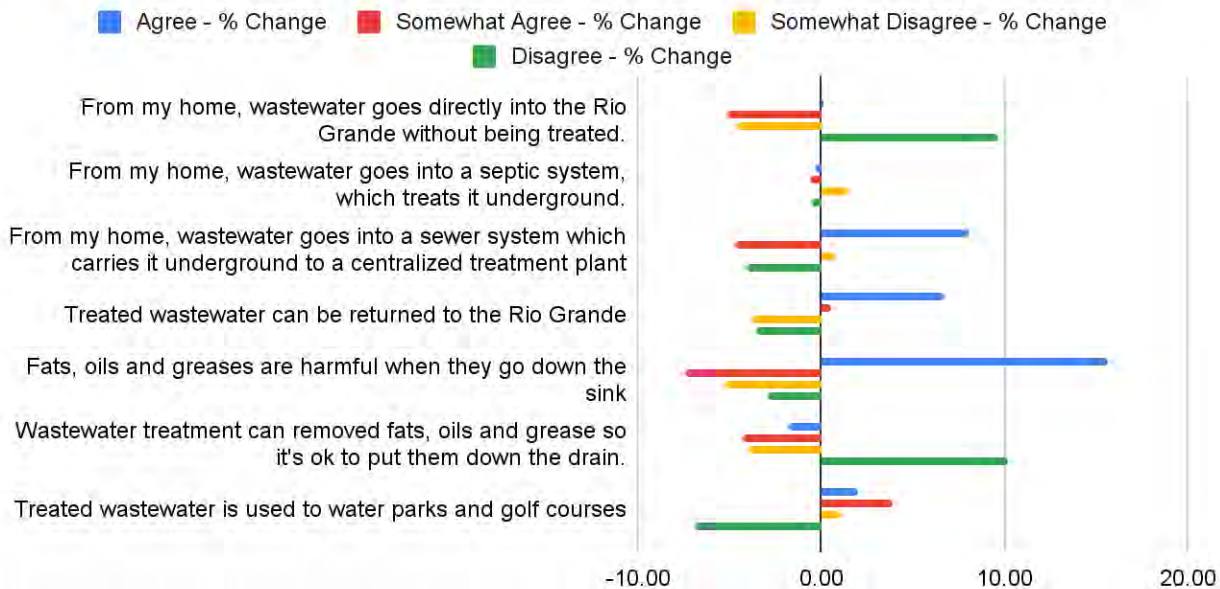 Agree - % Change Somewhat Agree - % Change Somewhat Disagree - % Change
Disagree - % Change
From my home, wastewater goes directly into the Rio
Grande without being treated.
From my home, wastewater goes into a septic system,
which treats it underground.
From my home, wastewater goes into a sewer system which
carries it underground to a centralized treatment plant
Treated wastewater can be returned to the Rio Grande
Fats, oils and greases are harmful when they go down the
sink
Wastewater treatment can removed fats, oils and grease so
it's ok to put them down the drain.
Treated wastewater is used to water parks and golf courses
-10.00 0.00 10.00 20.00